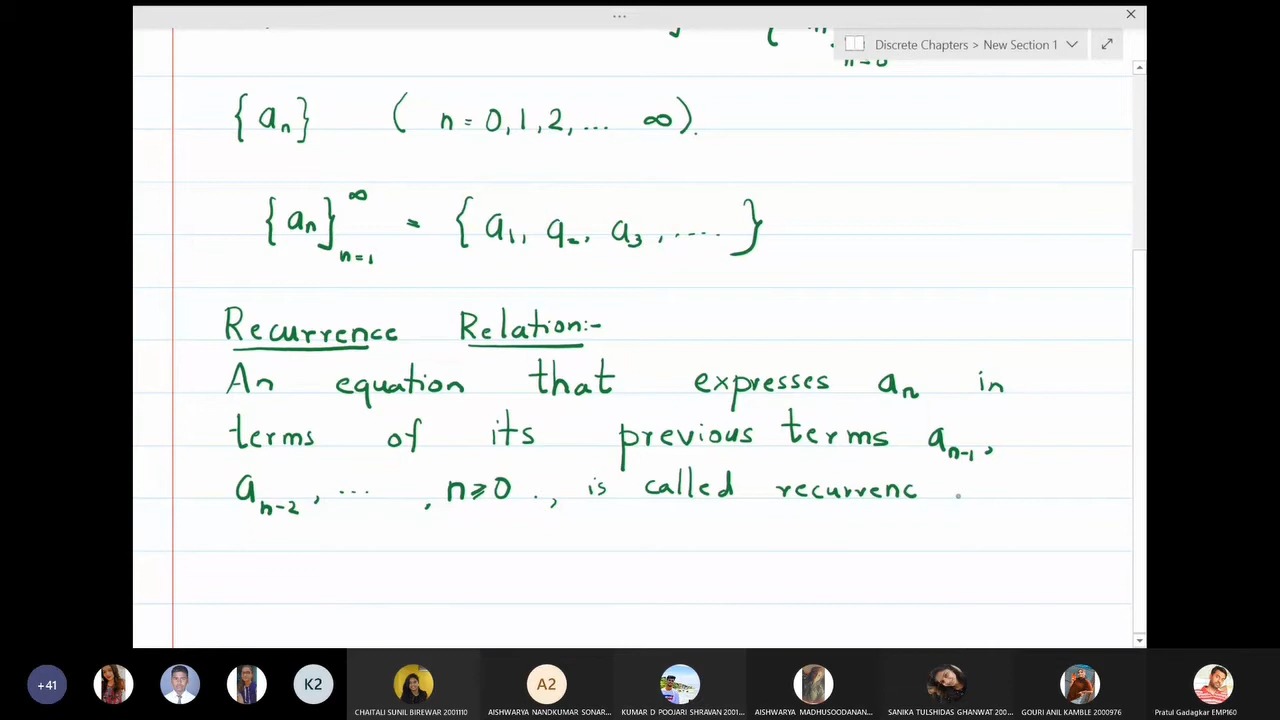 Discrete Chapters > New Section 1
n=0
{an} ( n = 0, 1, 2, ... ∞).
{an}∞n=1 = {a1, a2, a3, .....}
Recurrence Relation:-
An equation that expresses an in
terms of its previous terms an-1,
an-2, ... , n≥0 ., is called recurrenc
+41
K2
A2
CHAITALI SUNIL BIREWAR 2001110
AISHWARYA NANDKUMAR SONAR...
KUMAR D POOJARI SHRAVAN 2001...
AISHWARYA MADHUSOODANAN...
SANIKA TULSHIDAS GHANWAT 200...
GOURI ANIL KAMBLE 2000976
Pratul Gadagkar EMP160